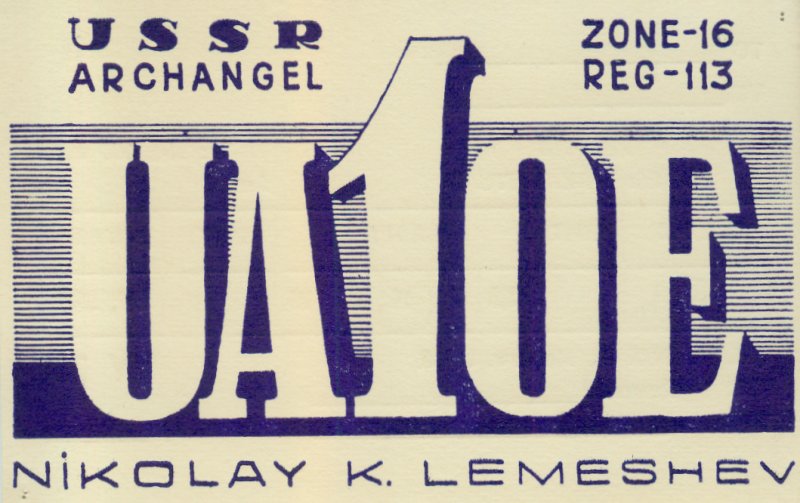 USSR
ARCHANGEL
ZONE-16
REG-113
UA1OE
NiKOLAY K. LEMESHEV